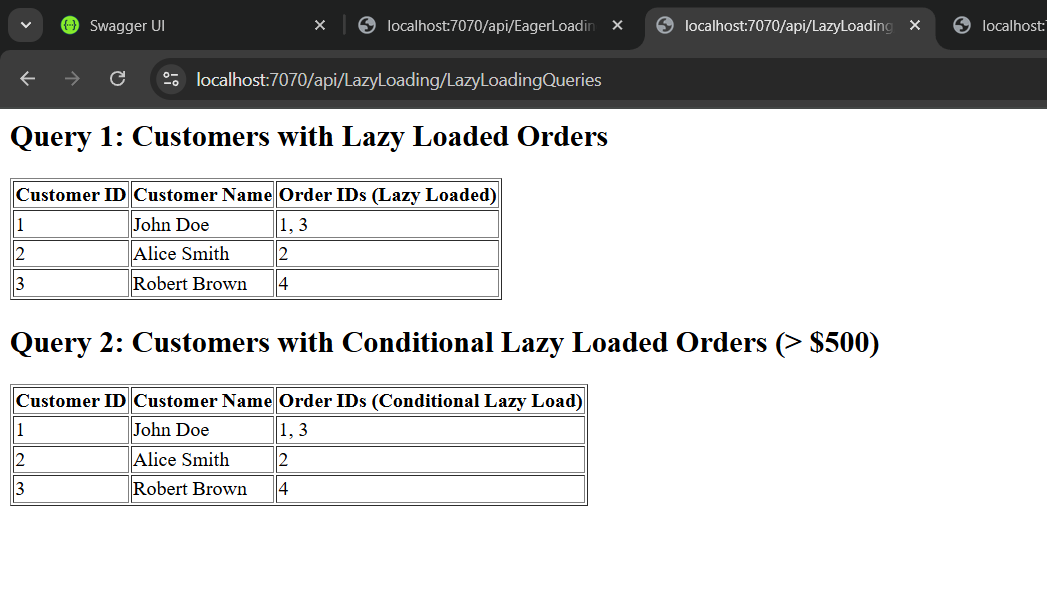 Swagger UI
localhost:7070/api/EagerLoadin
localhost:7070/api/LazyLoading
localhost:
localhost:7070/api/LazyLoading/LazyLoadingQueries
Query 1: Customers with Lazy Loaded Orders
Customer ID Customer Name Order IDs (Lazy Loaded)
1 John Doe 1, 3
2 Alice Smith 2
3 Robert Brown 4
Query 2: Customers with Conditional Lazy Loaded Orders (> $500)
Customer ID Customer Name Order IDs (Conditional Lazy Load)
1 John Doe 1, 3
2 Alice Smith 2
3 Robert Brown 4